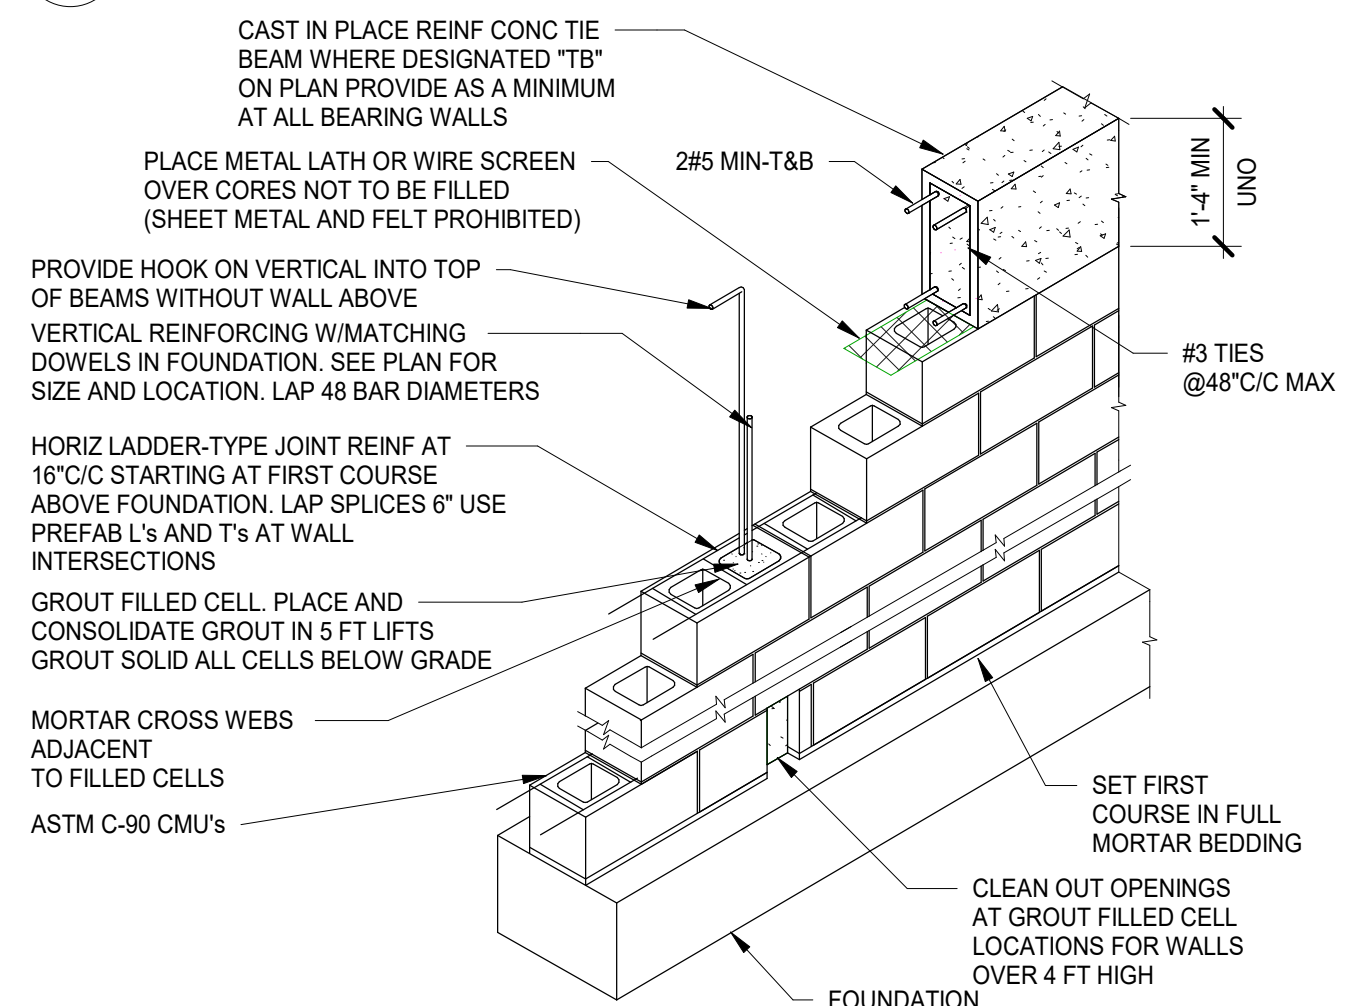 CAST IN PLACE REINF CONC TIE
BEAM WHERE DESIGNATED "TB"
ON PLAN PROVIDE AS A MINIMUM
AT ALL BEARING WALLS
PLACE METAL LATH OR WIRE SCREEN
OVER CORES NOT TO BE FILLED
(SHEET METAL AND FELT PROHIBITED)
2#5 MIN-T&B
1'-4" MIN
UNO
PROVIDE HOOK ON VERTICAL INTO TOP
OF BEAMS WITHOUT WALL ABOVE
VERTICAL REINFORCING W/MATCHING
DOWELS IN FOUNDATION. SEE PLAN FOR
SIZE AND LOCATION. LAP 48 BAR DIAMETERS
#3 TIES
@48"C/C MAX
HORIZ LADDER-TYPE JOINT REINF AT
16"C/C STARTING AT FIRST COURSE
ABOVE FOUNDATION. LAP SPLICES 6" USE
PREFAB L's AND T's AT WALL
INTERSECTIONS
GROUT FILLED CELL. PLACE AND
CONSOLIDATE GROUT IN 5 FT LIFTS
GROUT SOLID ALL CELLS BELOW GRADE
MORTAR CROSS WEBS
ADJACENT
TO FILLED CELLS
ASTM C-90 CMU's
SET FIRST
COURSE IN FULL
MORTAR BEDDING
CLEAN OUT OPENINGS
AT GROUT FILLED CELL
LOCATIONS FOR WALLS
OVER 4 FT HIGH
FOUNDATION